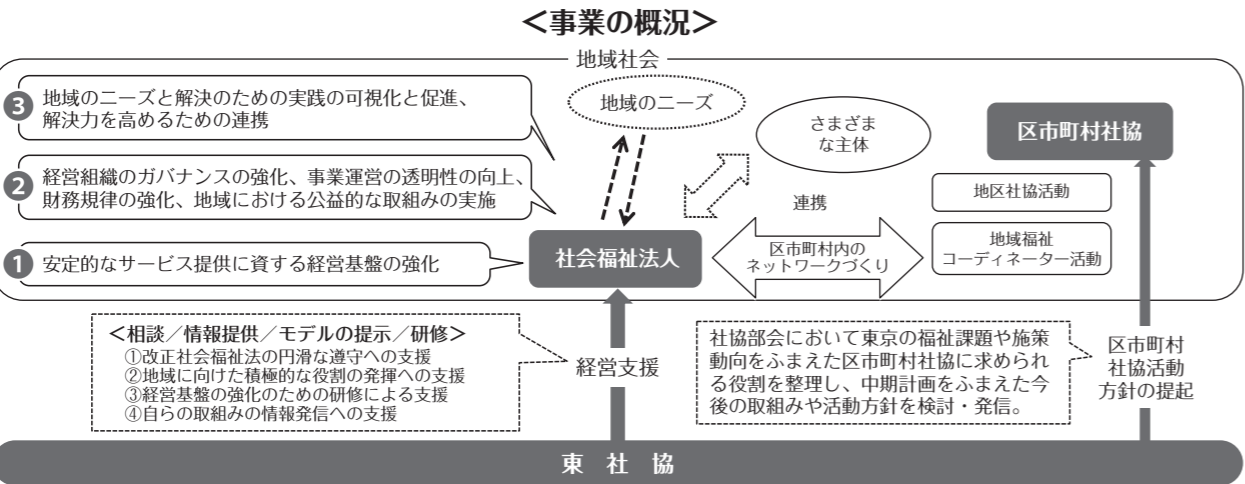 ＜事業の概況＞
地域社会
❸ 地域のニーズと解決のための実践の可視化と促進、
解決力を高めるための連携
❷ 経営組織のガバナンスの強化、事業運営の透明性の向上、
財務規律の強化、地域における公益的な取組みの実施
❶ 安定的なサービス提供に資する経営基盤の強化
地域のニーズ
さまざま
な主体
区市町村社協
地区社協活動
地域福祉
コーディネーター活動
連携
区市町村内の
ネットワークづくり
社会福祉法人
＜相談／情報提供／モデルの提示／研修＞
①改正社会福祉法の円滑な遵守への支援
②地域に向けた積極的な役割の発揮への支援
③経営基盤の強化のための研修による支援
④自らの取組みの情報発信への支援
経営支援
社協部会において東京の福祉課題や施策
動向をふまえた区市町村社協に求められ
る役割を整理し、中期計画をふまえた今
後の取組みや活動方針を検討・発信。
区市町村
社協活動
方針の提起
東 社 協